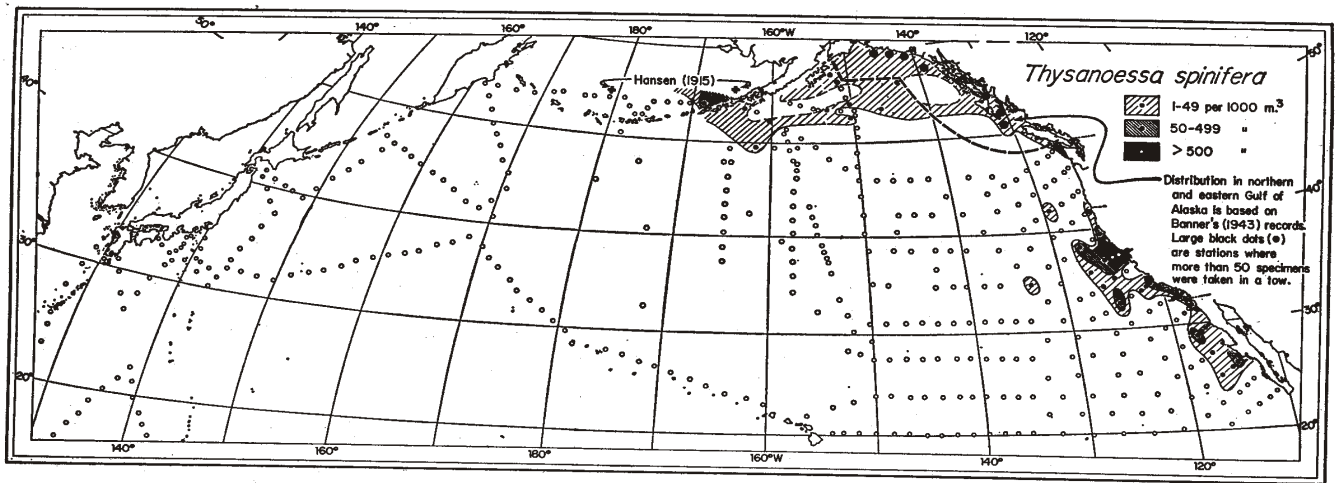 50° 140° 160° 180° 160°W 140° 120° 50°
Hansen (1915)
Thysanoessa spinifera
1-49 per 1000 m.³
50-499 "
> 500 "
Distribution in northern
and eastern Gulf of
Alaska is based on
Banner's (1943) records.
Large black dots (●)
are stations where
more than 50 specimens
were taken in a tow.
40° 40°
30° 30°
20° 20°
140° 160° 180° 160°W 140° 120°